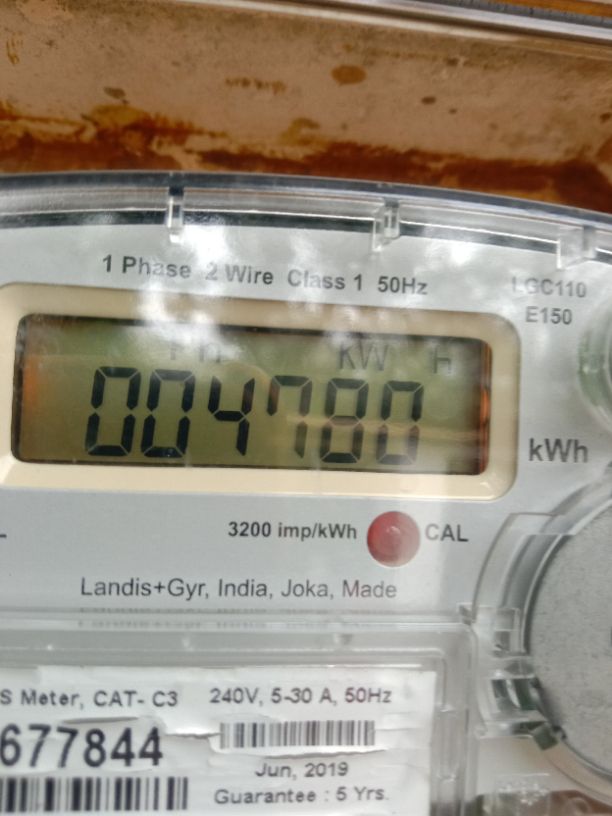 1 Phase 2 Wire Class 1 50Hz
LGC110
E150
KW H
004780
kWh
3200 imp/kWh CAL
Landis+Gyr, India, Joka, Made
S Meter, CAT- C3 240V, 5-30 A, 50Hz
677844
Jun, 2019
Guarantee : 5 Yrs.